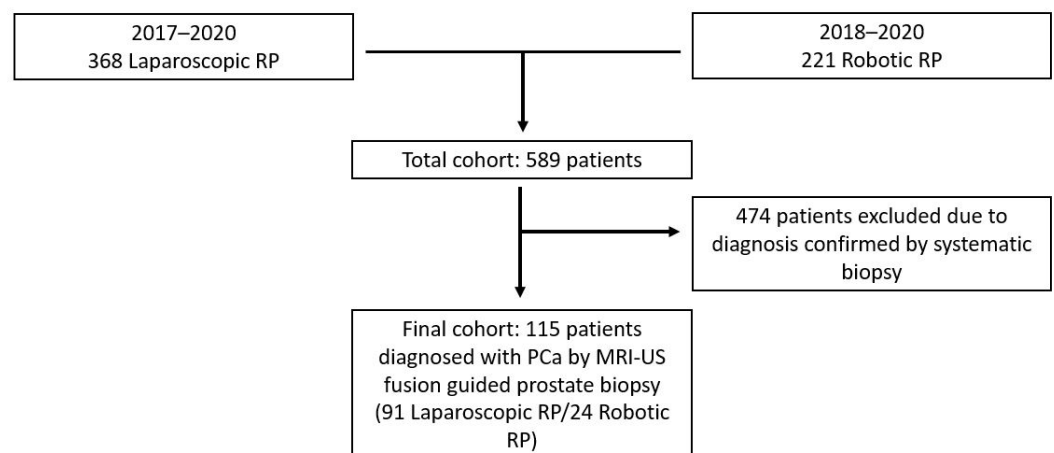 2017–2020
368 Laparoscopic RP
2018–2020
221 Robotic RP
Total cohort: 589 patients
474 patients excluded due to
diagnosis confirmed by systematic
biopsy
Final cohort: 115 patients
diagnosed with PCa by MRI-US
fusion guided prostate biopsy
(91 Laparoscopic RP/24 Robotic
RP)